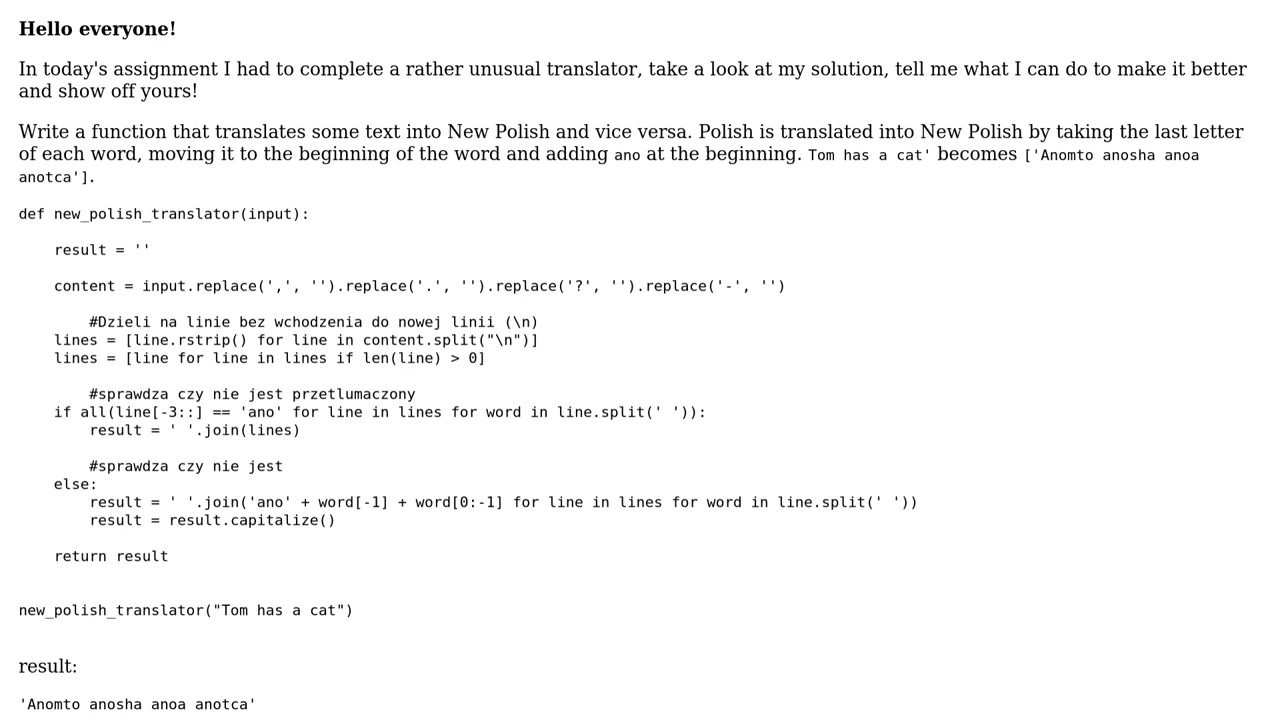 Hello everyone!
In today's assignment I had to complete a rather unusual translator, take a look at my solution, tell me what I can do to make it better
and show off yours!
Write a function that translates some text into New Polish and vice versa. Polish is translated into New Polish by taking the last letter
of each word, moving it to the beginning of the word and adding ano at the beginning. Tom has a cat' becomes ['Anomto anosha anoa
anotca'].
def new_polish_translator(input):
    result = ''
    content = input.replace(',', '').replace('.', '').replace('?', '').replace('-', '')
        #Dzieli na linie bez wchodzenia do nowej linii (\n)
    lines = [line.rstrip() for line in content.split("\n")]
    lines = [line for line in lines if len(line) > 0]
        #sprawdza czy nie jest przetlumaczony
    if all(line[-3::] == 'ano' for line in lines for word in line.split(' ')):
        result = ' '.join(lines)
        #sprawdza czy nie jest
    else:
        result = ' '.join('ano' + word[-1] + word[0:-1] for line in lines for word in line.split(' '))
        result = result.capitalize()
    return result
new_polish_translator("Tom has a cat")
result:
'Anomto anosha anoa anotca'